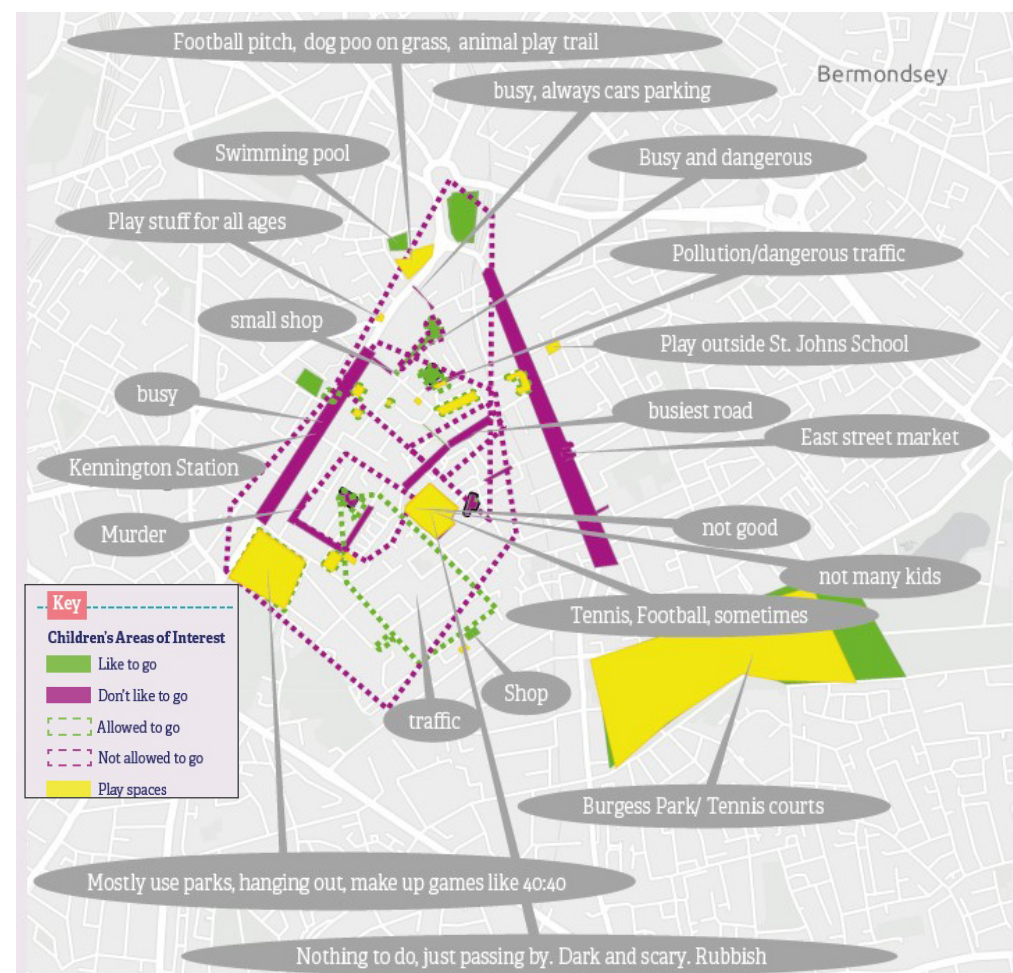 Football pitch, dog poo on grass, animal play trail
Bermondsey
busy, always cars parking
Swimming pool
Busy and dangerous
Play stuff for all ages
Pollution/dangerous traffic
small shop
Play outside St. Johns School
busy
busiest road
East street market
Kennington Station
Murder
not good
not many kids
Tennis, Football, sometimes
Key
Children's Areas of Interest
Like to go
Don't like to go
Allowed to go
Not allowed to go
Play spaces
Shop
traffic
Burgess Park/ Tennis courts
Mostly use parks, hanging out, make up games like 40:40
Nothing to do, just passing by. Dark and scary. Rubbish